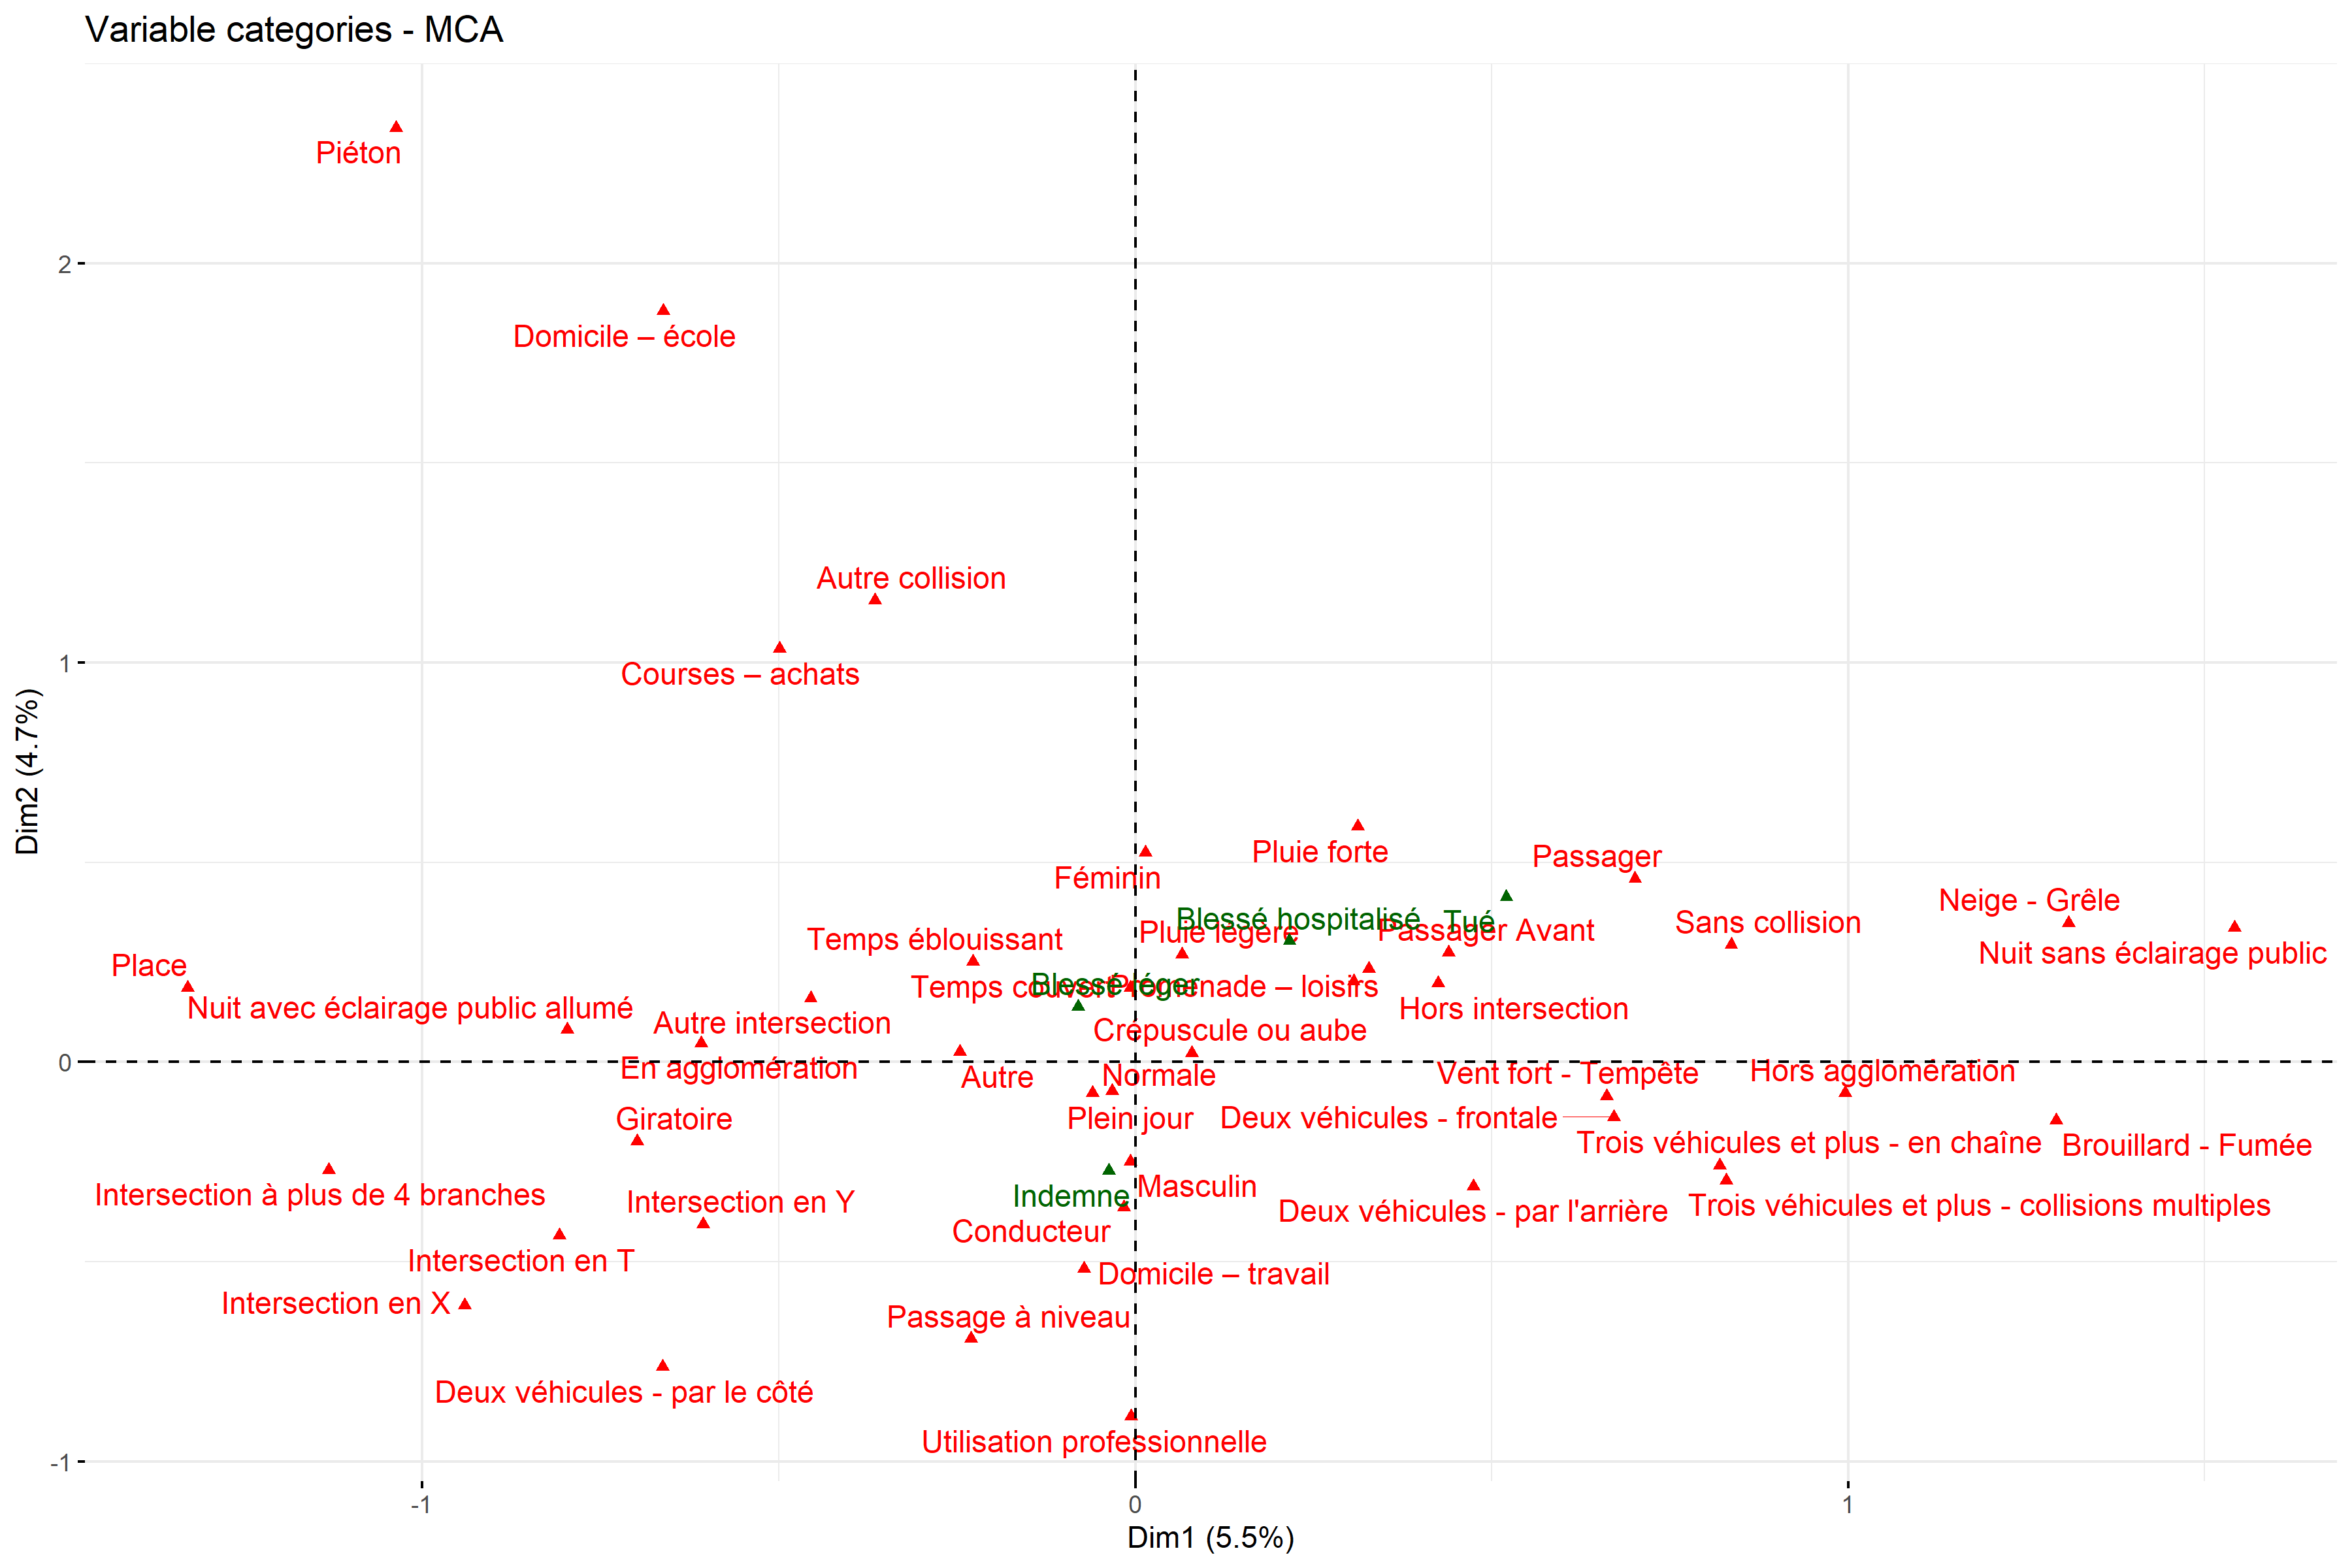 Variable categories - MCA
Piéton
2
Domicile – école
Autre collision
1
Courses – achats
Dim2 (4.7%)
Pluie forte
Passager
Féminin
Neige - Grêle
Blessé hospitalisé
Tué
Sans collision
Pluie légère
Passager Avant
Temps éblouissant
Nuit sans éclairage public
Place
Temps couvert
Blessé léger
Promenade – loisirs
Nuit avec éclairage public allumé
Hors intersection
Autre intersection
Crépuscule ou aube
0
En agglomération
Autre
Normale
Vent fort - Tempête
Hors agglomération
Giratoire
Plein jour
Deux véhicules - frontale
Trois véhicules et plus - en chaîne
Brouillard - Fumée
Intersection à plus de 4 branches
Intersection en Y
Indemne
Masculin
Deux véhicules - par l'arrière
Trois véhicules et plus - collisions multiples
Conducteur
Intersection en T
Domicile – travail
Intersection en X
Passage à niveau
Deux véhicules - par le côté
Utilisation professionnelle
-1
-1
0
1
Dim1 (5.5%)